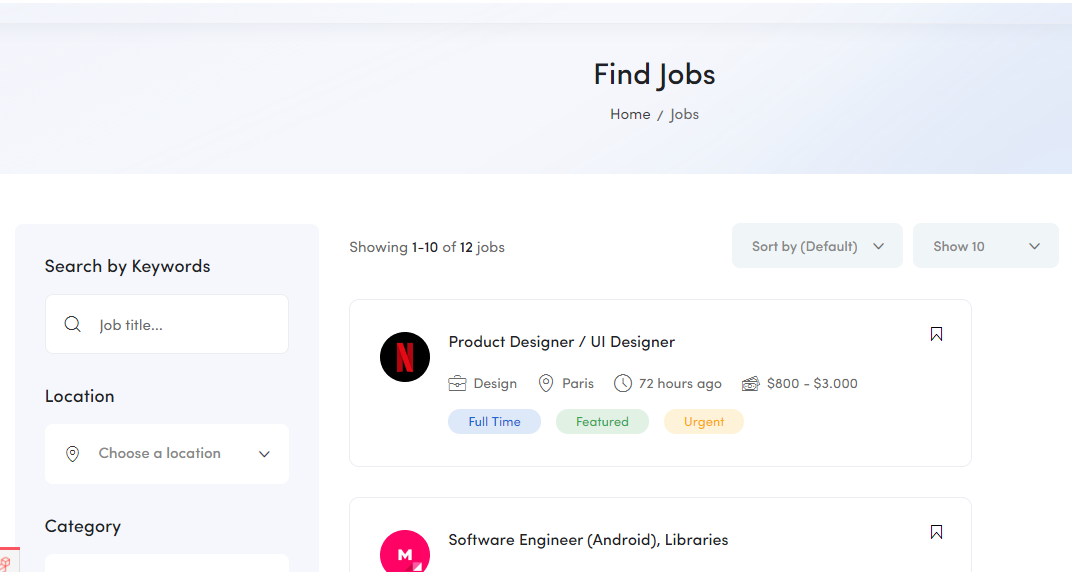 Find Jobs
Home / Jobs
Search by Keywords
Job title...
Location
Choose a location
Category
Showing 1-10 of 12 jobs
Sort by (Default)
Show 10
N
Product Designer / UI Designer
Design Paris 72 hours ago $800 - $3.000
Full Time Featured Urgent
M
Software Engineer (Android), Libraries